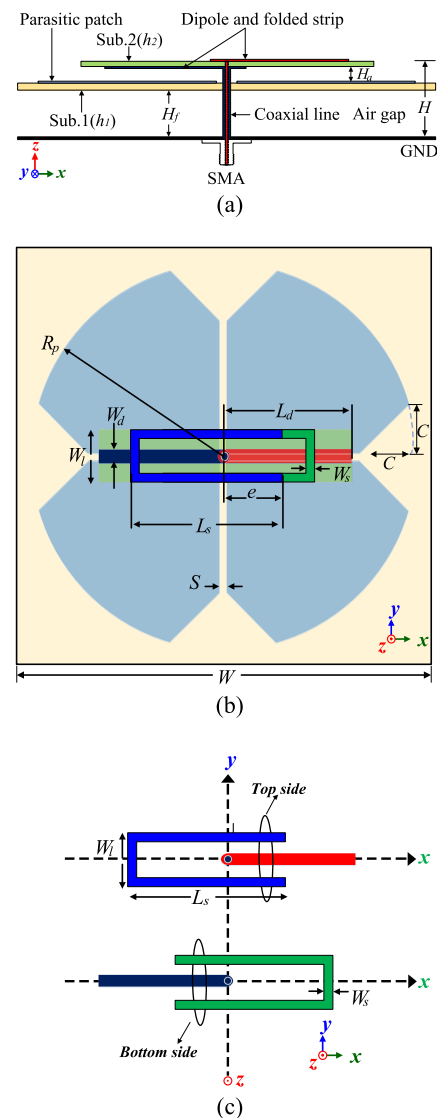 Parasitic patch
Dipole and folded strip
Sub.2(h2)
Ha
H
Sub.1(h1)
Hf
Coaxial line
Air gap
GND
z
y
x
SMA
(a)
Rp
Wd
Ld
C
Wl
C
Ws
e
Ls
S
y
z
x
W
(b)
y
Top side
Wl
x
Ls
x
Ws
Bottom side
y
z
x
z
(c)